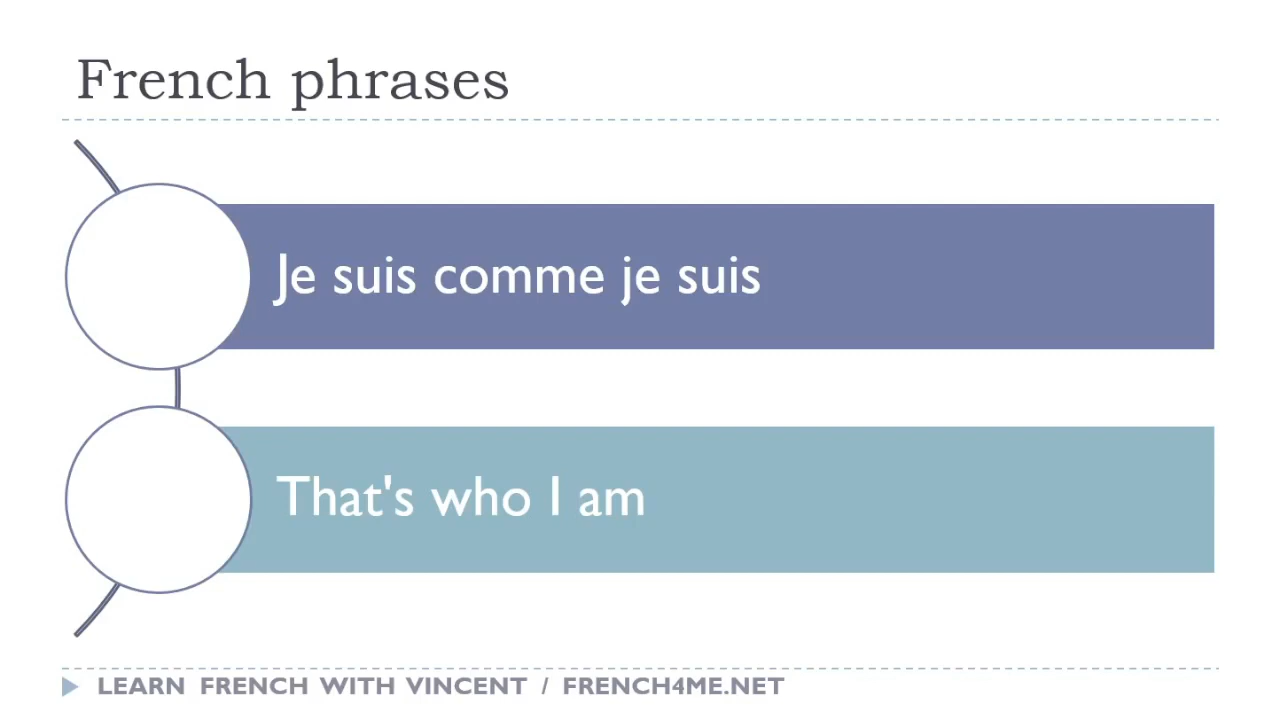 French phrases
Je suis comme je suis
That's who I am
LEARN FRENCH WITH VINCENT / FRENCH4ME.NET